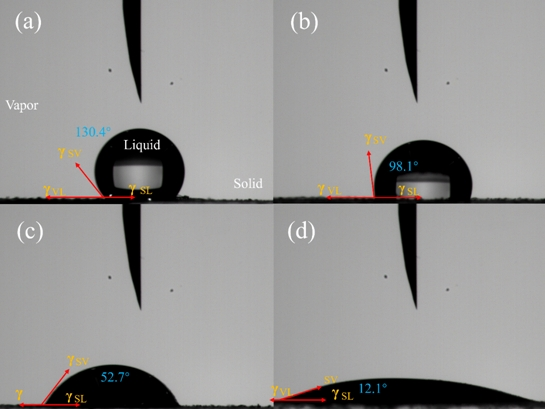 (a)
130.4°
Vapor
Liquid
γSV
γVL
γSL
Solid
(b)
γSV
98.1°
γVL
γSL
(c)
γSV
52.7°
γ
γSL
(d)
SV
γVL
12.1°
γSL